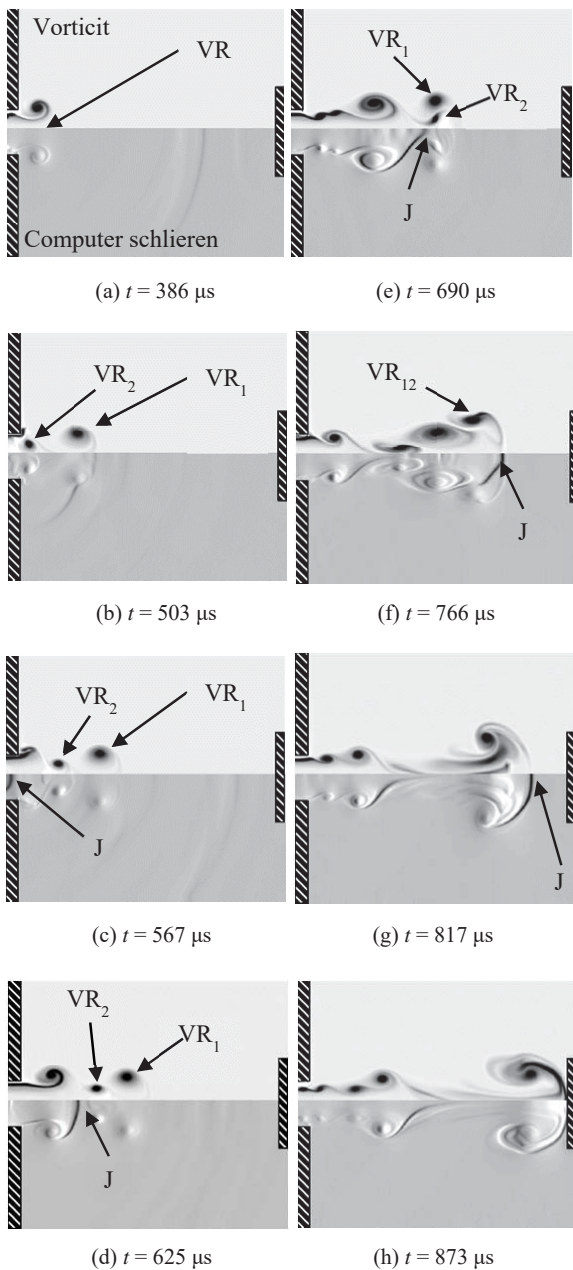 Vorticit
VR
Computer schlieren
(a) t = 386 μs
VR₂
VR₁
(b) t = 503 μs
VR₂
VR₁
J
(c) t = 567 μs
VR₂
VR₁
J
(d) t = 625 μs
VR₁
VR₂
J
(e) t = 690 μs
VR₁₂
J
(f) t = 766 μs
J
(g) t = 817 μs
(h) t = 873 μs